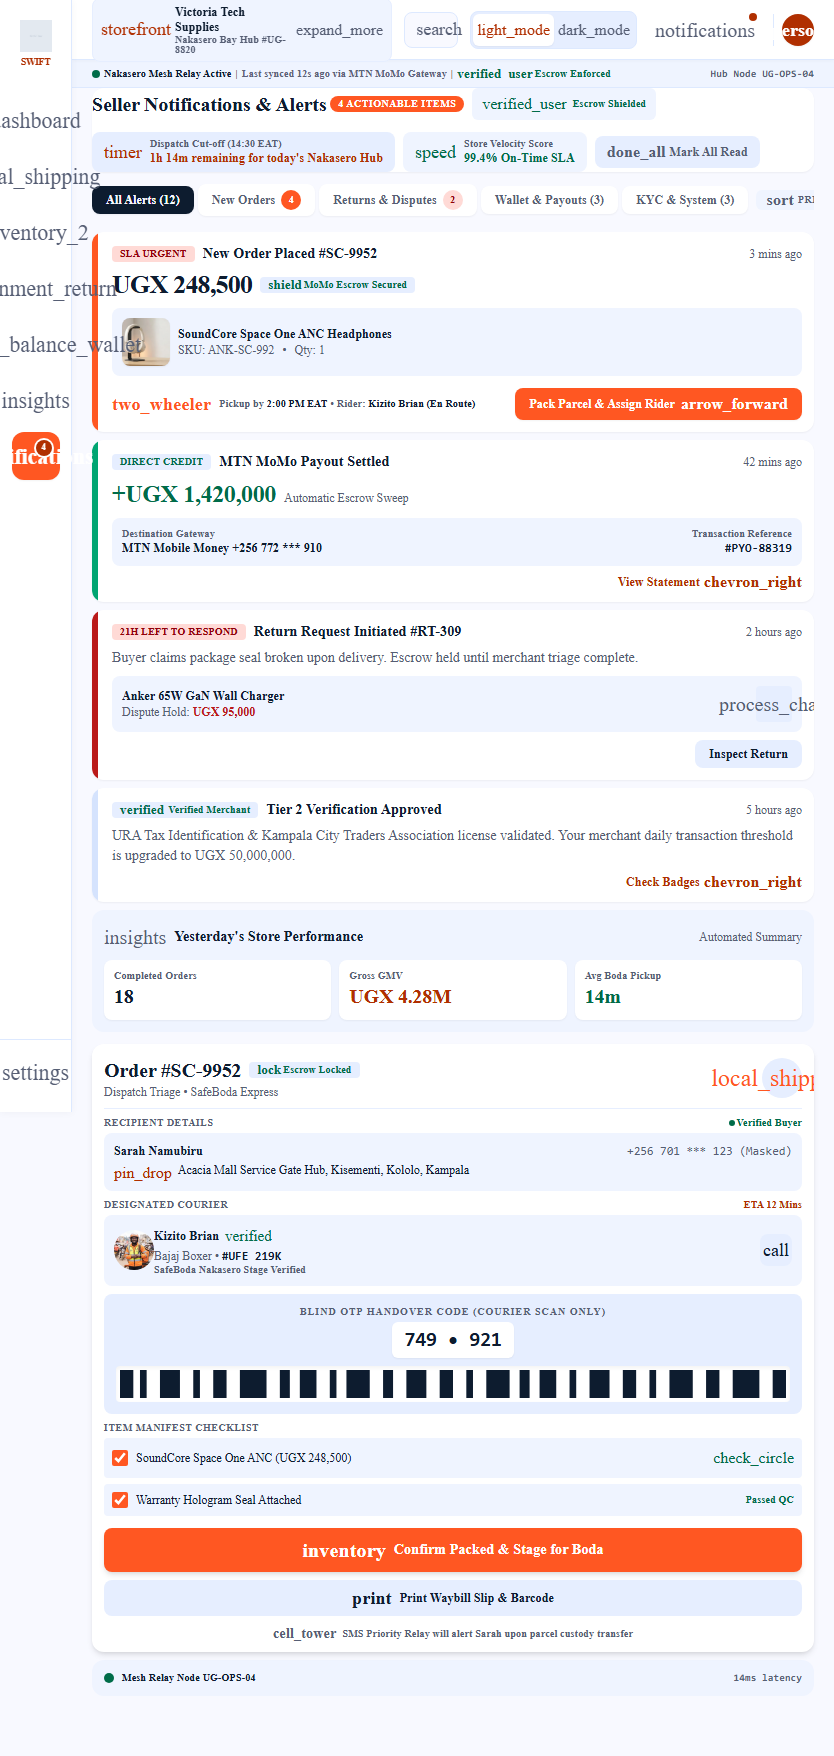 storefront Victoria Tech Supplies Nakasero Bay Hub #UG-8820 expand_more search light_mode dark_mode notifications erso
SWIFT
Nakasero Mesh Relay Active | Last synced 12s ago via MTN MoMo Gateway | verified_user Escrow Enforced Hub Node UG-OPS-04
Seller Notifications & Alerts 4 ACTIONABLE ITEMS verified_user Escrow Shielded
timer Dispatch Cut-off (14:30 EAT) 1h 14m remaining for today's Nakasero Hub speed Store Velocity Score 99.4% On-Time SLA done_all Mark All Read
ashboard
al_shipping
ventory_2
nment_return
_balance_wallet
insights
ificati 4
settings
All Alerts (12) New Orders 4 Returns & Disputes 2 Wallet & Payouts (3) KYC & System (3) sort PRI
SLA URGENT New Order Placed #SC-9952 3 mins ago
UGX 248,500 shield MoMo Escrow Secured
SoundCore Space One ANC Headphones
SKU: ANK-SC-992 • Qty: 1
two_wheeler Pickup by 2:00 PM EAT • Rider: Kizito Brian (En Route) Pack Parcel & Assign Rider arrow_forward
DIRECT CREDIT MTN MoMo Payout Settled 42 mins ago
+UGX 1,420,000 Automatic Escrow Sweep
Destination Gateway Transaction Reference
MTN Mobile Money +256 772 *** 910 #PYO-88319
View Statement chevron_right
21H LEFT TO RESPOND Return Request Initiated #RT-309 2 hours ago
Buyer claims package seal broken upon delivery. Escrow held until merchant triage complete.
Anker 65W GaN Wall Charger
Dispute Hold: UGX 95,000 process_cha
Inspect Return
verified Verified Merchant Tier 2 Verification Approved 5 hours ago
URA Tax Identification & Kampala City Traders Association license validated. Your merchant daily transaction threshold
is upgraded to UGX 50,000,000.
Check Badges chevron_right
insights Yesterday's Store Performance Automated Summary
Completed Orders Gross GMV Avg Boda Pickup
18 UGX 4.28M 14m
Order #SC-9952 lock Escrow Locked local_shipp
Dispatch Triage • SafeBoda Express
RECIPIENT DETAILS Verified Buyer
Sarah Namubiru +256 701 *** 123 (Masked)
pin_drop Acacia Mall Service Gate Hub, Kisementi, Kololo, Kampala
DESIGNATED COURIER ETA 12 Mins
Kizito Brian verified
Bajaj Boxer • #UFE 219K call
SafeBoda Nakasero Stage Verified
BLIND OTP HANDOVER CODE (COURIER SCAN ONLY)
749 • 921
ITEM MANIFEST CHECKLIST
SoundCore Space One ANC (UGX 248,500) check_circle
Warranty Hologram Seal Attached Passed QC
inventory Confirm Packed & Stage for Boda
print Print Waybill Slip & Barcode
cell_tower SMS Priority Relay will alert Sarah upon parcel custody transfer
Mesh Relay Node UG-OPS-04 14ms latency